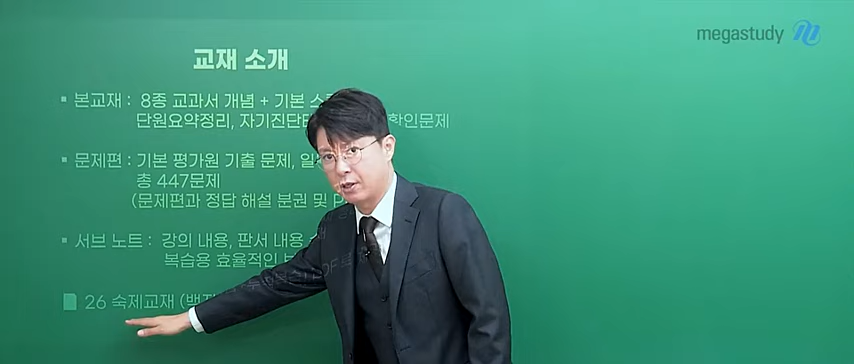 megastudy
교재 소개
▪ 본교재 : 8종 교과서 개념 + 기본
단원요약정리, 확인문제
▪ 문제편 : 기본 평가원 기출 문제,
총 447문제
(문제편과 정답 해설 분권 및
▪ 서브 노트 : 강의 내용, 판서 내용
복습용 효율적인
26 숙제교재